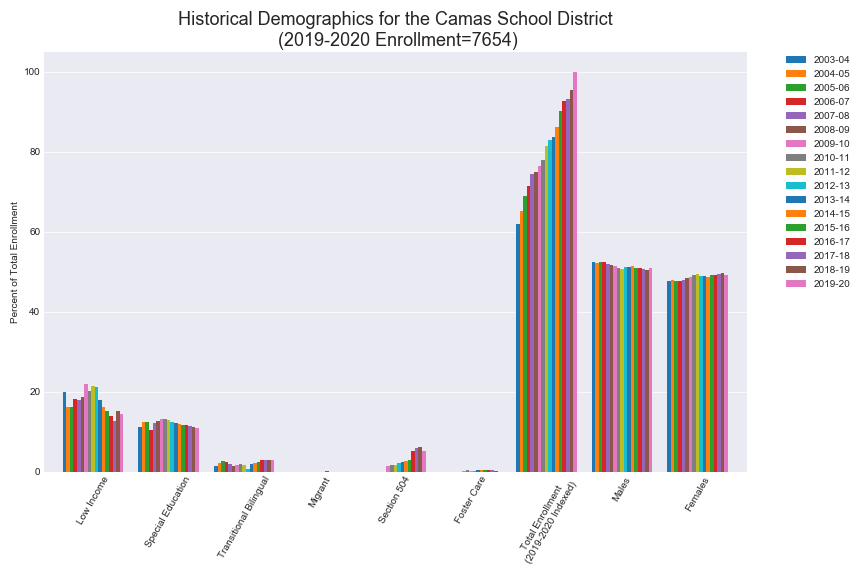 Historical Demographics for the Camas School District
(2019-2020 Enrollment=7654)
Percent of Total Enrollment
100
80
60
40
20
0
Low Income
Special Education
Transitional Bilingual
Migrant
Section 504
Foster Care
Total Enrollment
(2019-2020 Indexed)
Males
Females
2003-04
2004-05
2005-06
2006-07
2007-08
2008-09
2009-10
2010-11
2011-12
2012-13
2013-14
2014-15
2015-16
2016-17
2017-18
2018-19
2019-20